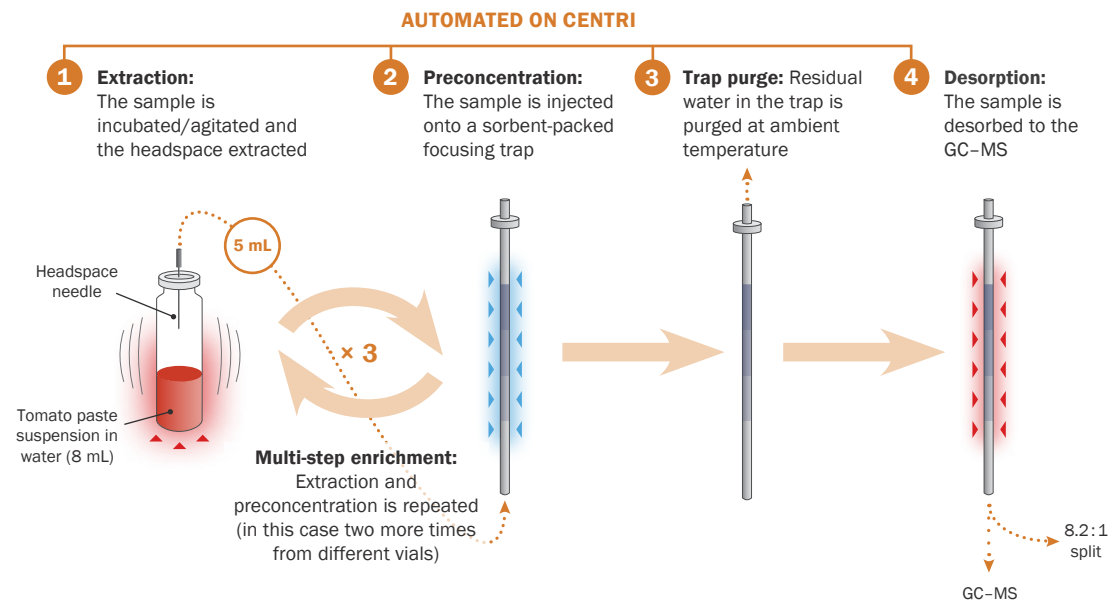 AUTOMATED ON CENTRI
1
Extraction:
The sample is
incubated/agitated and
the headspace extracted
2
Preconcentration:
The sample is injected
onto a sorbent-packed
focusing trap
3
Trap purge: Residual
water in the trap is
purged at ambient
temperature
4
Desorption:
The sample is
desorbed to the
GC–MS
5 mL
Headspace
needle
× 3
Tomato paste
suspension in
water (8 mL)
Multi-step enrichment:
Extraction and
preconcentration is repeated
(in this case two more times
from different vials)
8.2:1
split
GC–MS